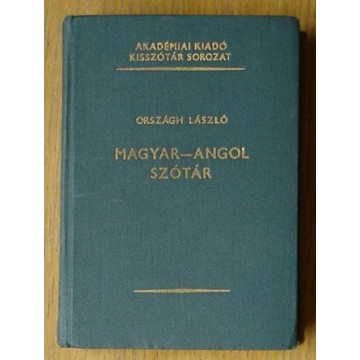 AKADÉMIAI KIADÓ
KISSZÓTÁR SOROZAT
ORSZÁGH LÁSZLÓ
MAGYAR—ANGOL
SZÓTÁR